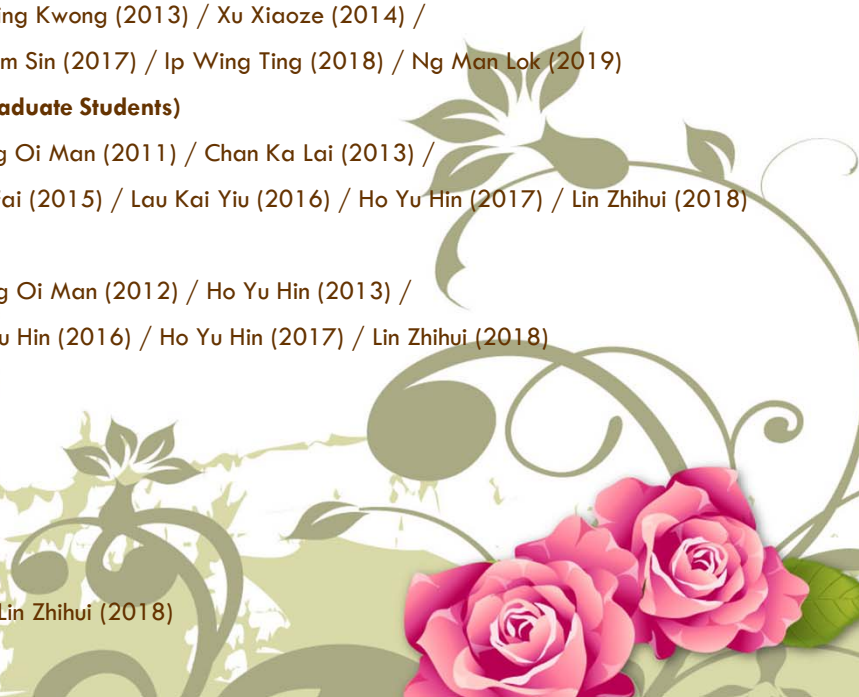 ing Kwong (2013) / Xu Xiaoze (2014) /
m Sin (2017) / Ip Wing Ting (2018) / Ng Man Lok (2019)
aduate Students)
g Oi Man (2011) / Chan Ka Lai (2013) /
ai (2015) / Lau Kai Yiu (2016) / Ho Yu Hin (2017) / Lin Zhihui (2018)
g Oi Man (2012) / Ho Yu Hin (2013) /
u Hin (2016) / Ho Yu Hin (2017) / Lin Zhihui (2018)
Lin Zhihui (2018)